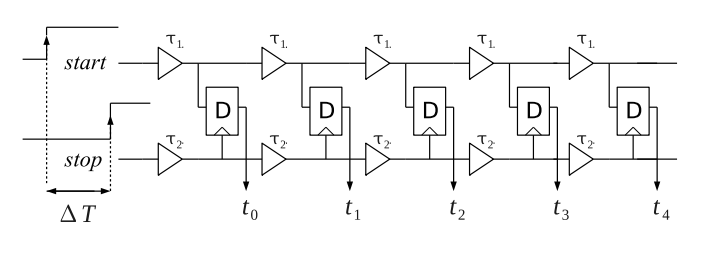 τ1. τ1. τ1. τ1. τ1.
start
D D D D D
τ2. τ2. τ2. τ2. τ2.
stop
ΔT t0 t1 t2 t3 t4